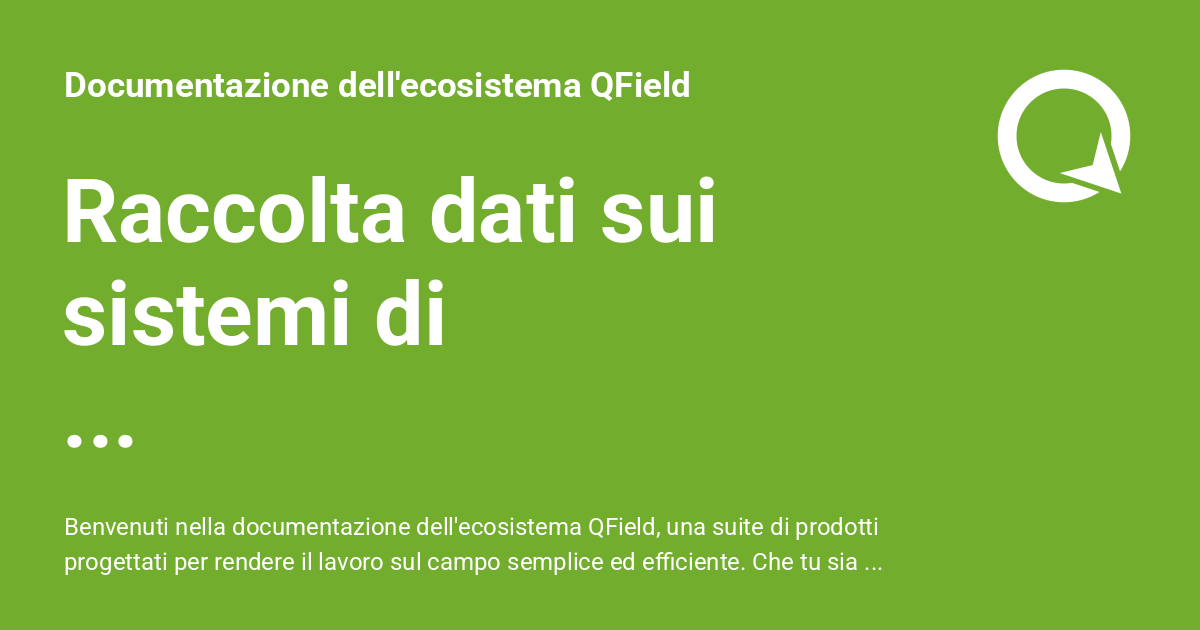 Documentazione dell'ecosistema QField
Raccolta dati sui
sistemi di
...
Benvenuti nella documentazione dell'ecosistema QField, una suite di prodotti
progettati per rendere il lavoro sul campo semplice ed efficiente. Che tu sia ...